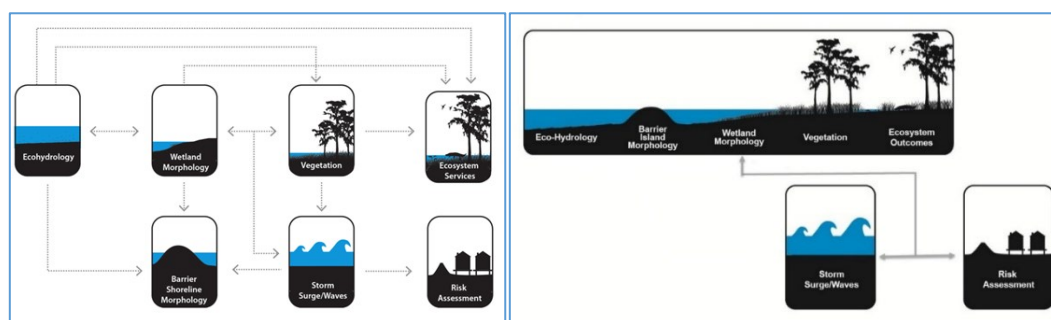 Ecohydrology
Wetland
Morphology
Vegetation
Ecosystem
Services
Barrier
Shoreline
Morphology
Storm
Surge/Waves
Risk
Assessment
Eco-Hydrology
Barrier
Island
Morphology
Wetland
Morphology
Vegetation
Ecosystem
Outcomes
Storm
Surge/Waves
Risk
Assessment